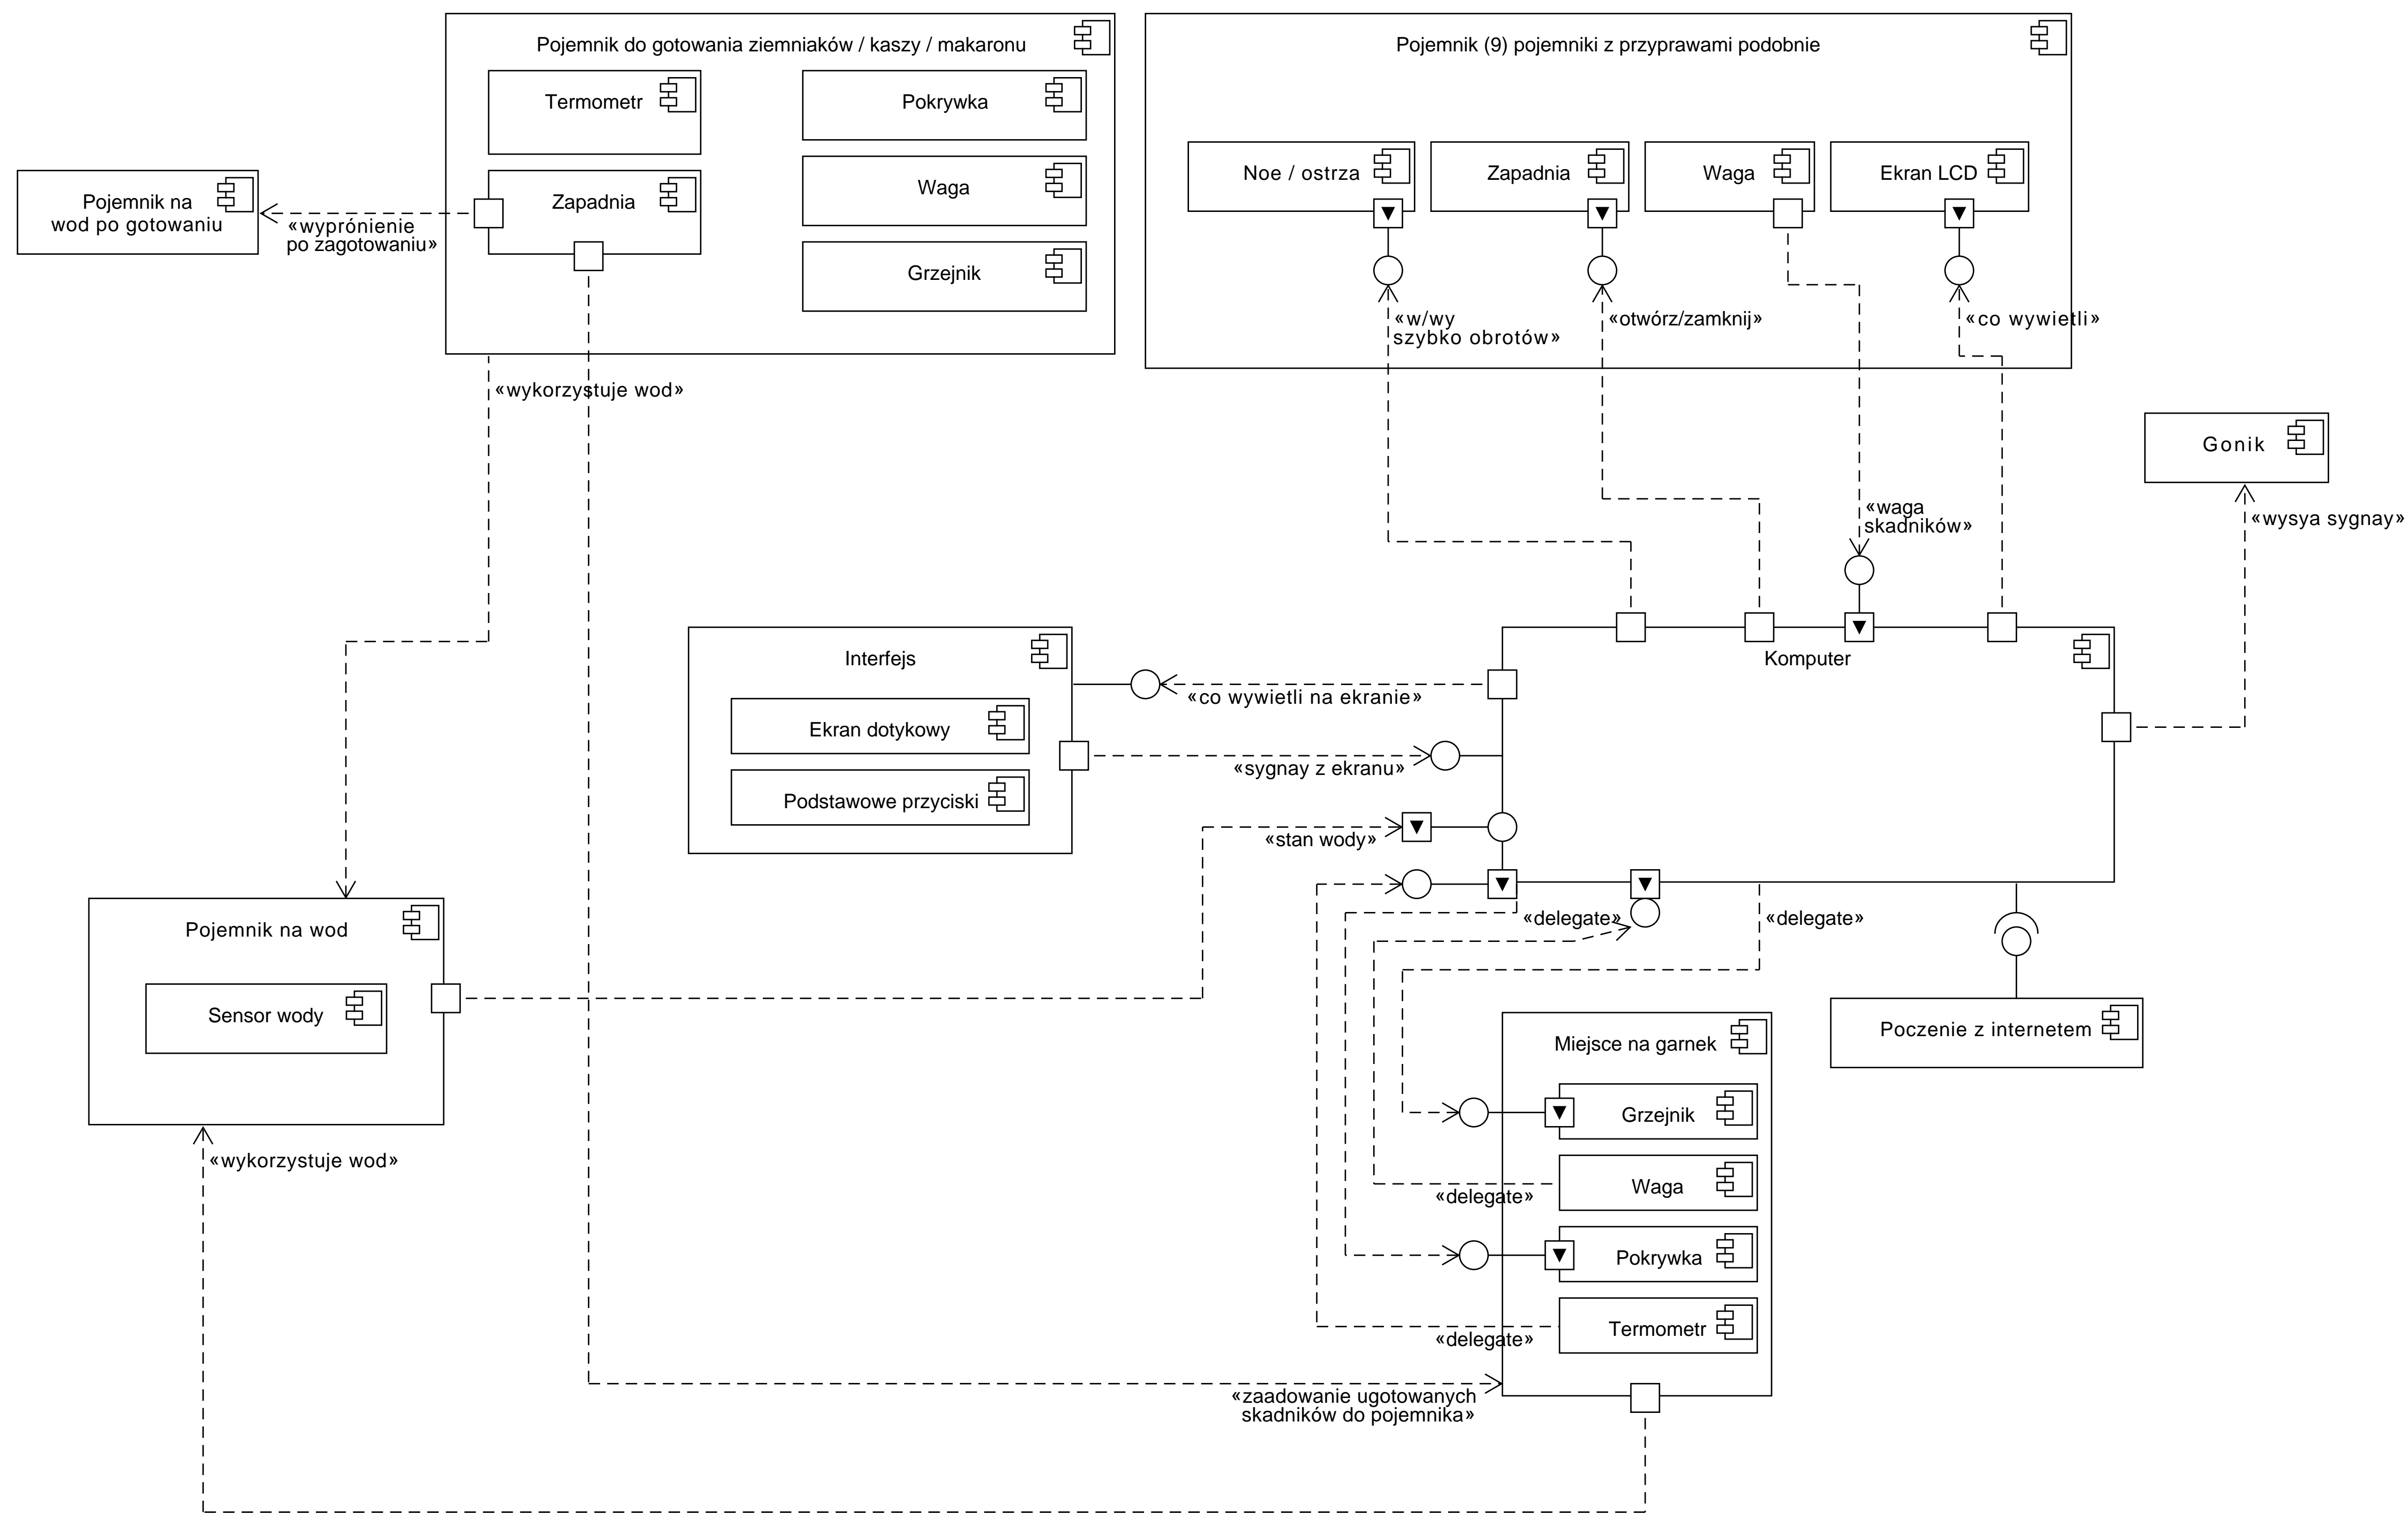 Pojemnik do gotowania ziemniaków / kaszy / makaronu
Termometr
Pokrywka
Zapadnia
Waga
Grzejnik
Pojemnik na
wod po gotowaniu
«wyprónienie
po zagotowaniu»
«wykorzystuje wod»
Pojemnik (9) pojemniki z przyprawami podobnie
Noe / ostrza
Zapadnia
Waga
Ekran LCD
«w/wy
szybko obrotów»
«otwórz/zamknij»
«co wywietli»
«waga
skadników»
Gonik
«wysya sygnay»
Interfejs
Ekran dotykowy
Podstawowe przyciski
«co wywietli na ekranie»
«sygnay z ekranu»
«stan wody»
Komputer
«delegate»
«delegate»
Pojemnik na wod
Sensor wody
«wykorzystuje wod»
Poczenie z internetem
Miejsce na garnek
Grzejnik
Waga
«delegate»
Pokrywka
Termometr
«delegate»
«zaadowanie ugotowanych
skadników do pojemnika»